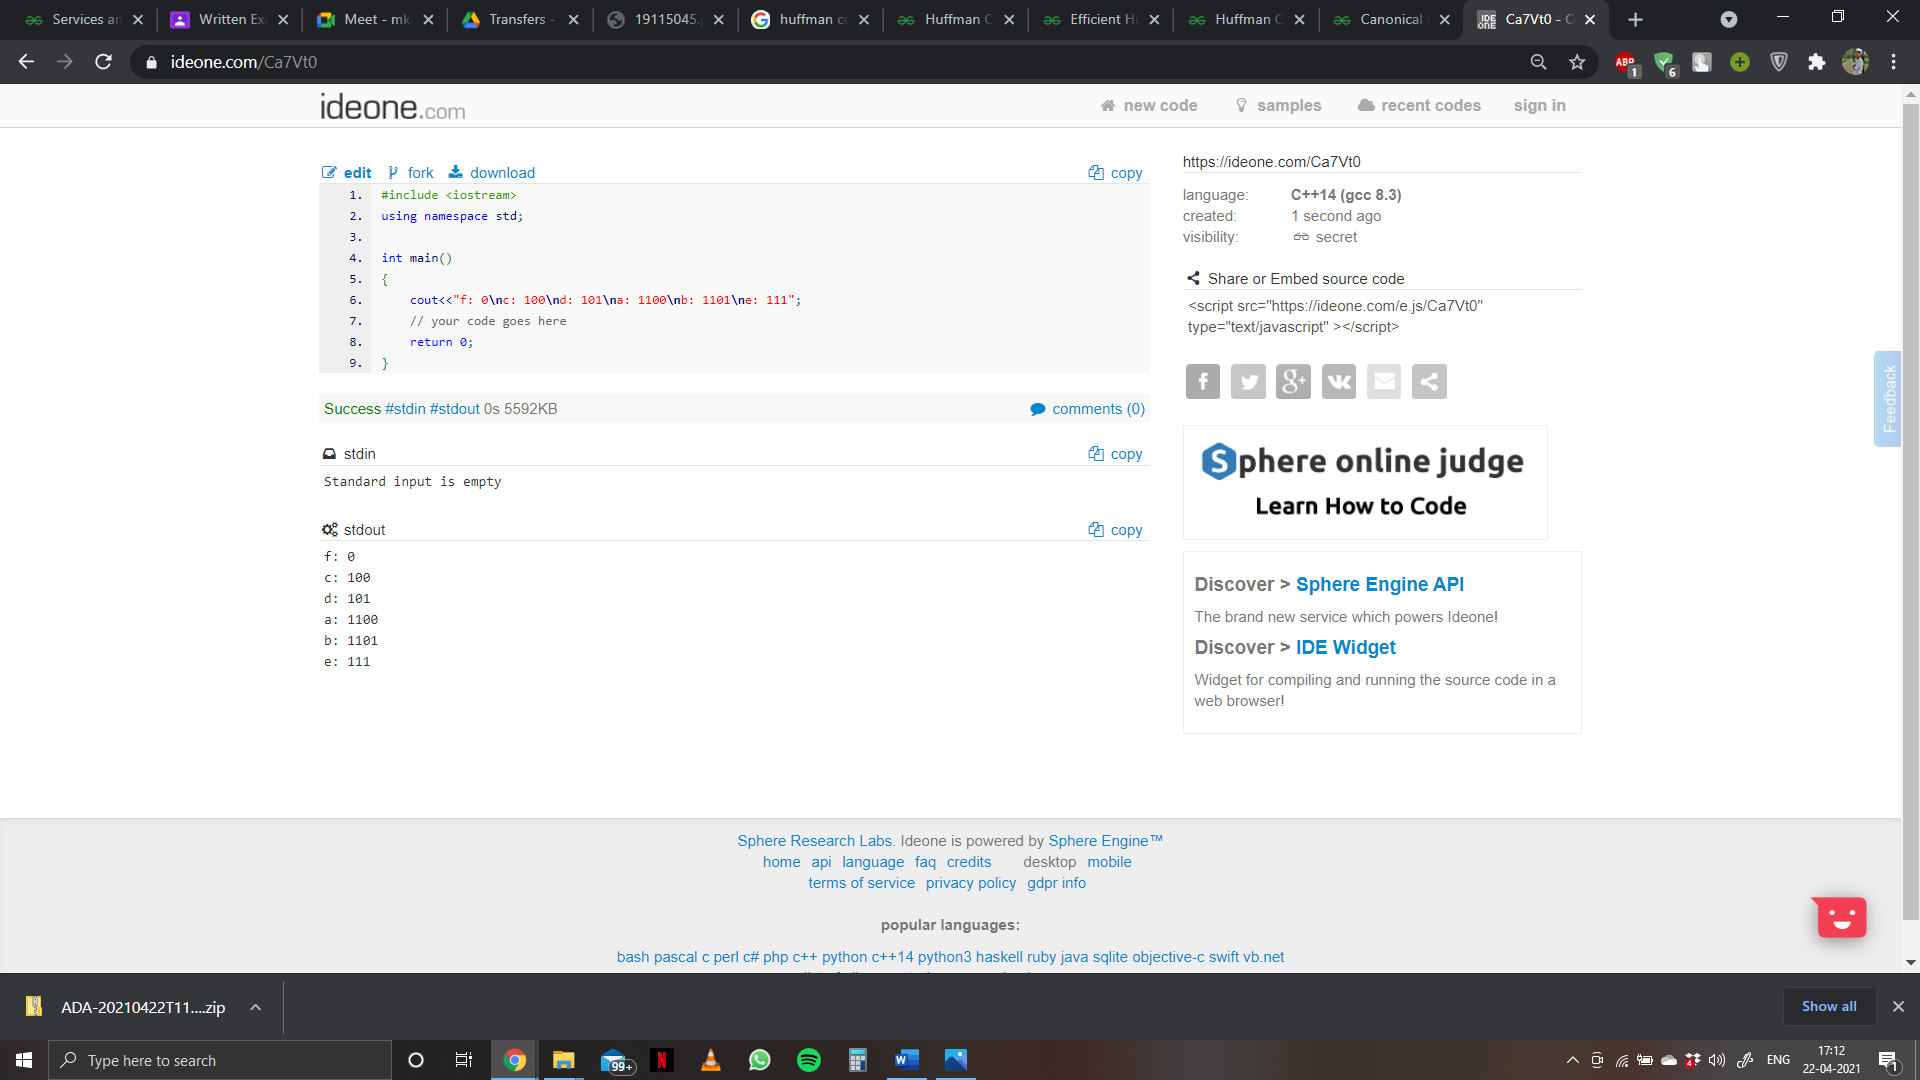 Services an
Written Ex
Meet - mk
Transfers -
19115045.
huffman co
Huffman C
Efficient H
Huffman C
Canonical
Ca7Vt0 - O
ideone.com/Ca7Vt0
ABP
1
6
ideone.com
new code
samples
recent codes
sign in
edit
fork
download
copy
1. #include <iostream>
2. using namespace std;
3.
4. int main()
5. {
6. cout<<"f: 0\nc: 100\nd: 101\na: 1100\nb: 1101\ne: 111";
7. // your code goes here
8. return 0;
9. }
Success #stdin #stdout 0s 5592KB
comments (0)
stdin
copy
Standard input is empty
stdout
copy
f: 0
c: 100
d: 101
a: 1100
b: 1101
e: 111
https://ideone.com/Ca7Vt0
language: C++14 (gcc 8.3)
created: 1 second ago
visibility: secret
Share or Embed source code
<script src="https://ideone.com/e.js/Ca7Vt0"
type="text/javascript" ></script>
Sphere online judge
Learn How to Code
Discover > Sphere Engine API
The brand new service which powers Ideone!
Discover > IDE Widget
Widget for compiling and running the source code in a
web browser!
Feedback
Sphere Research Labs. Ideone is powered by Sphere Engine™
home api language faq credits desktop mobile
terms of service privacy policy gdpr info
popular languages:
bash pascal c perl c# php c++ python c++14 python3 haskell ruby java sqlite objective-c swift vb.net
ADA-20210422T11....zip
Show all
Type here to search
99+
ENG
17:12
22-04-2021
1